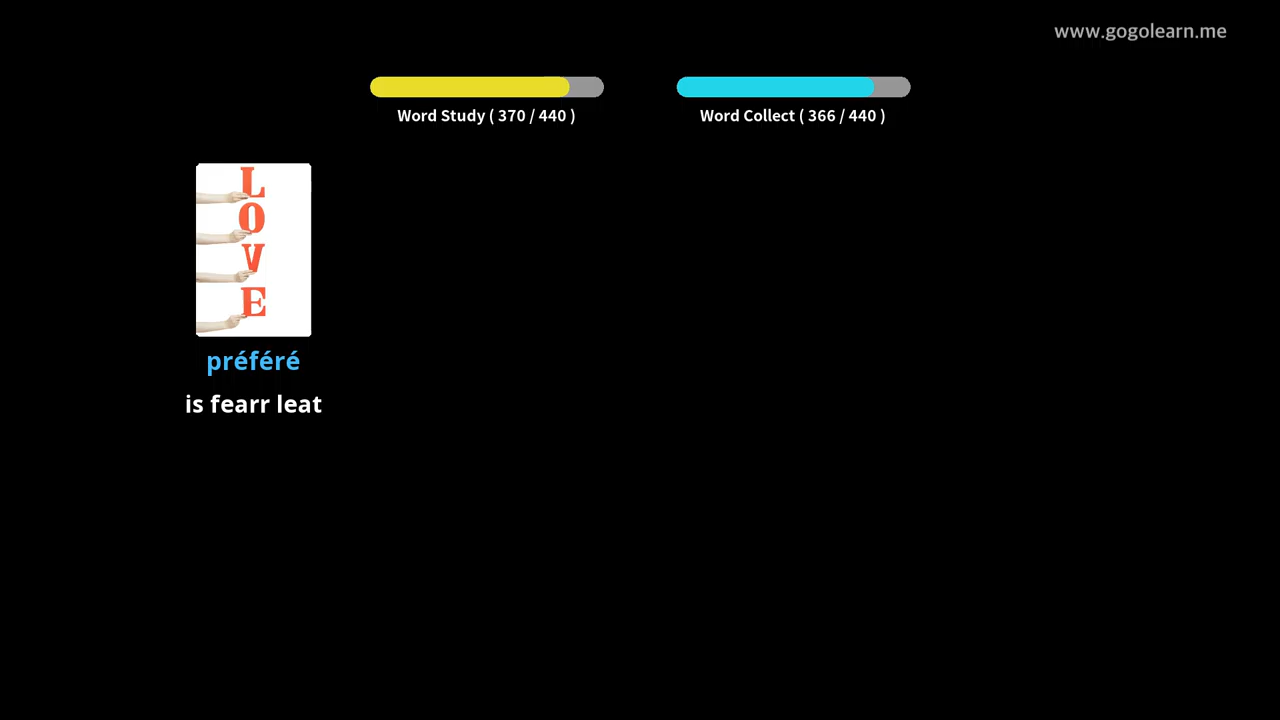 www.gogolearn.me
Word Study ( 370 / 440 )
Word Collect ( 366 / 440 )
L
O
V
E
préféré
is fearr leat